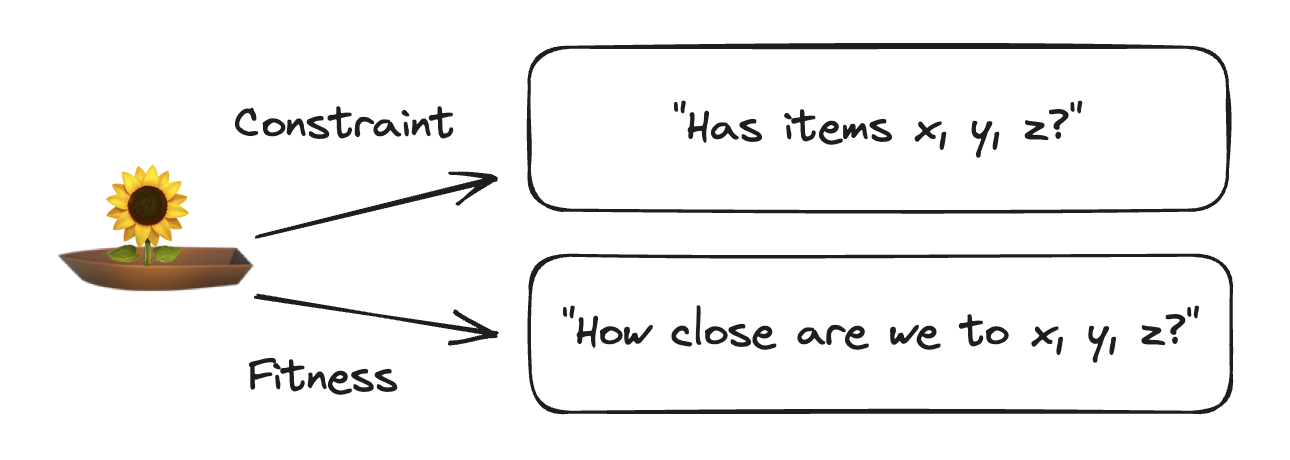 Constraint
"Has items x, y, z?"
"How close are we to x, y, z?"
Fitness